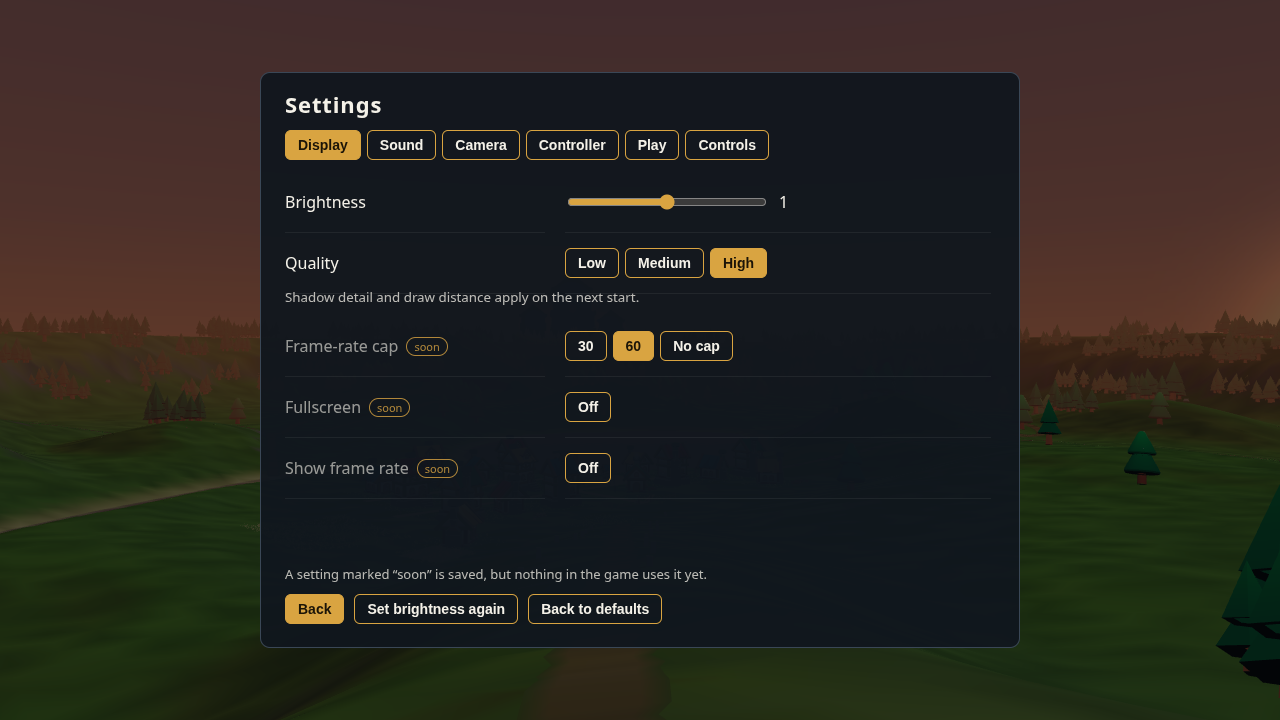 Settings
Display Sound Camera Controller Play Controls
Brightness 1
Quality Low Medium High
Shadow detail and draw distance apply on the next start.
Frame-rate cap soon 30 60 No cap
Fullscreen soon Off
Show frame rate soon Off
A setting marked “soon” is saved, but nothing in the game uses it yet.
Back Set brightness again Back to defaults